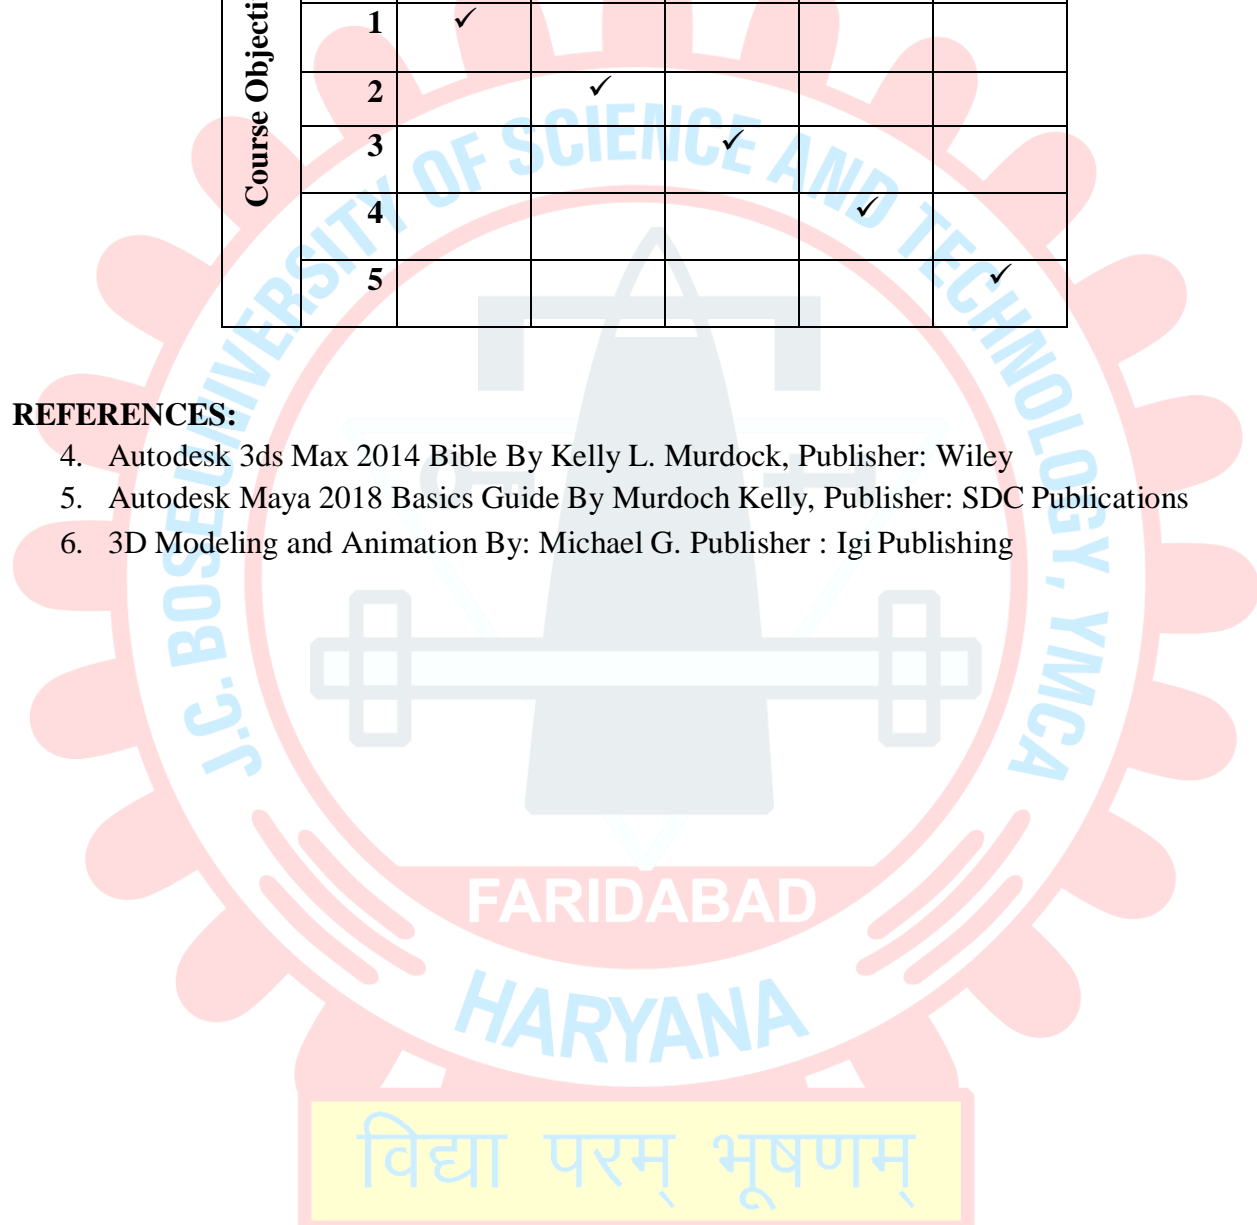 Course Objecti
1 ✓
2 ✓
3 ✓
4 ✓
5 ✓
REFERENCES:
4. Autodesk 3ds Max 2014 Bible By Kelly L. Murdock, Publisher: Wiley
5. Autodesk Maya 2018 Basics Guide By Murdoch Kelly, Publisher: SDC Publications
6. 3D Modeling and Animation By: Michael G. Publisher : Igi Publishing
J.C. BOSE UNIVERSITY OF SCIENCE AND TECHNOLOGY, YMCA
FARIDABAD
HARYANA
विद्या परम् भूषणम्